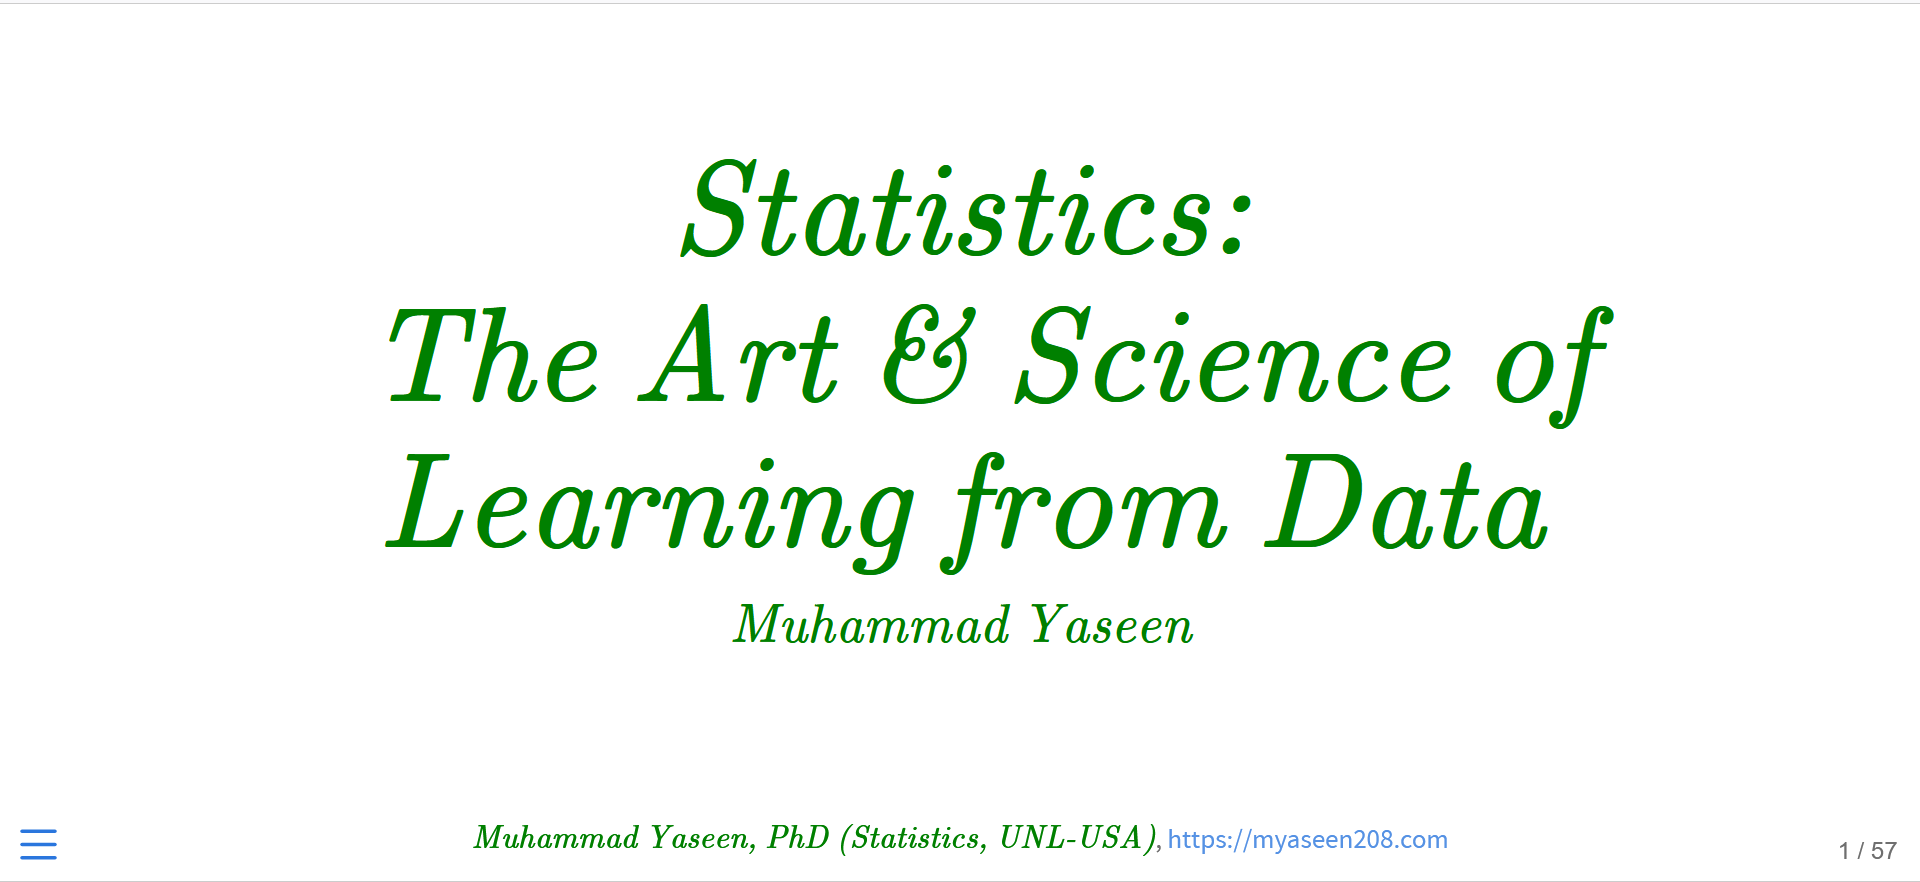 Statistics:
The Art & Science of
Learning from Data
Muhammad Yaseen
Muhammad Yaseen, PhD (Statistics, UNL-USA), https://myaseen208.com
1 / 57